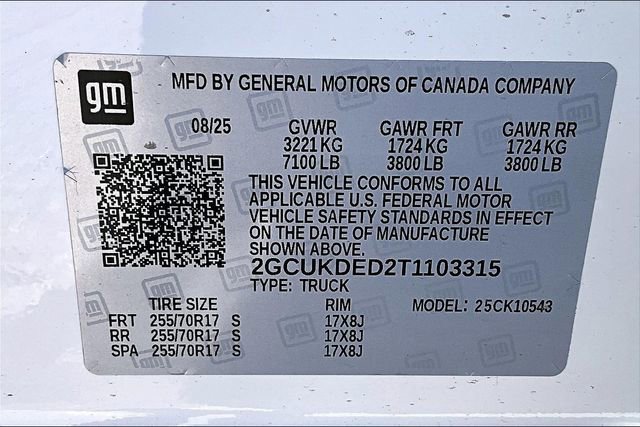 gm MFD BY GENERAL MOTORS OF CANADA COMPANY
08/25 GVWR GAWR FRT GAWR RR
3221 KG 1724 KG 1724 KG
7100 LB 3800 LB 3800 LB
THIS VEHICLE CONFORMS TO ALL
APPLICABLE U.S. FEDERAL MOTOR
VEHICLE SAFETY STANDARDS IN EFFECT
ON THE DATE OF MANUFACTURE
SHOWN ABOVE.
2GCUKDED2T1103315
TYPE: TRUCK
TIRE SIZE RIM MODEL: 25CK10543
FRT 255/70R17 S 17X8J
RR 255/70R17 S 17X8J
SPA 255/70R17 S 17X8J